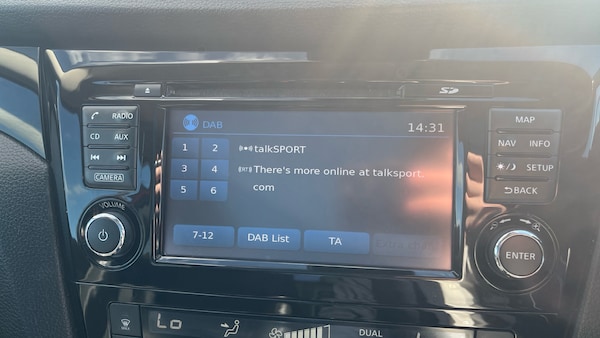 SD
RADIO
CD AUX
CAMERA
VOLUME
DAB
14:31
1 2
3 4
5 6
talkSPORT
There's more online at talksport.
com
7-12
DAB List
TA
MAP
NAV INFO
SETUP
BACK
ENTER
Lo
DUAL